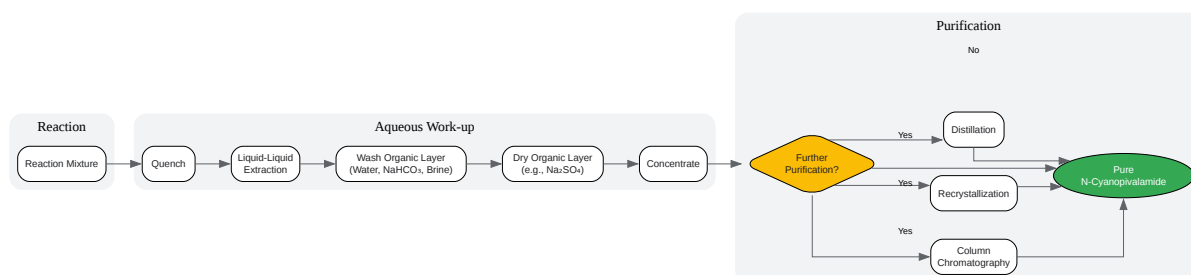 Purification
No
Reaction
Aqueous Work-up
Reaction Mixture
Quench
Liquid-Liquid
Extraction
Wash Organic Layer
(Water, NaHCO₃, Brine)
Dry Organic Layer
(e.g., Na₂SO₄)
Concentrate
Further
Purification?
Yes
Distillation
Yes
Recrystallization
Yes
Column
Chromatography
Pure
N-Cyanopivalamide